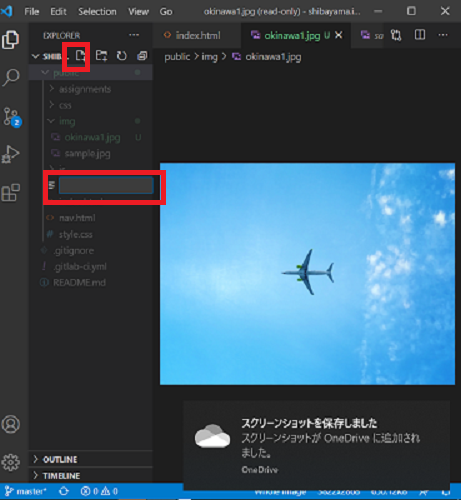 File Edit Selection View Go
okinawa1.jpg (read-only) - shibayama.i...
EXPLORER
index.html
okinawa1.jpg U
SHIB...
public > img > okinawa1.jpg
public
assignments
css
img
okinawa1.jpg U
sample.jpg
nav.html
style.css
.gitignore
.gitlab-ci.yml
README.md
スクリーンショットを保存しました
スクリーンショットが OneDrive に追加され
ました。
OneDrive
OUTLINE
TIMELINE
2
master*
0 0
Whole Image